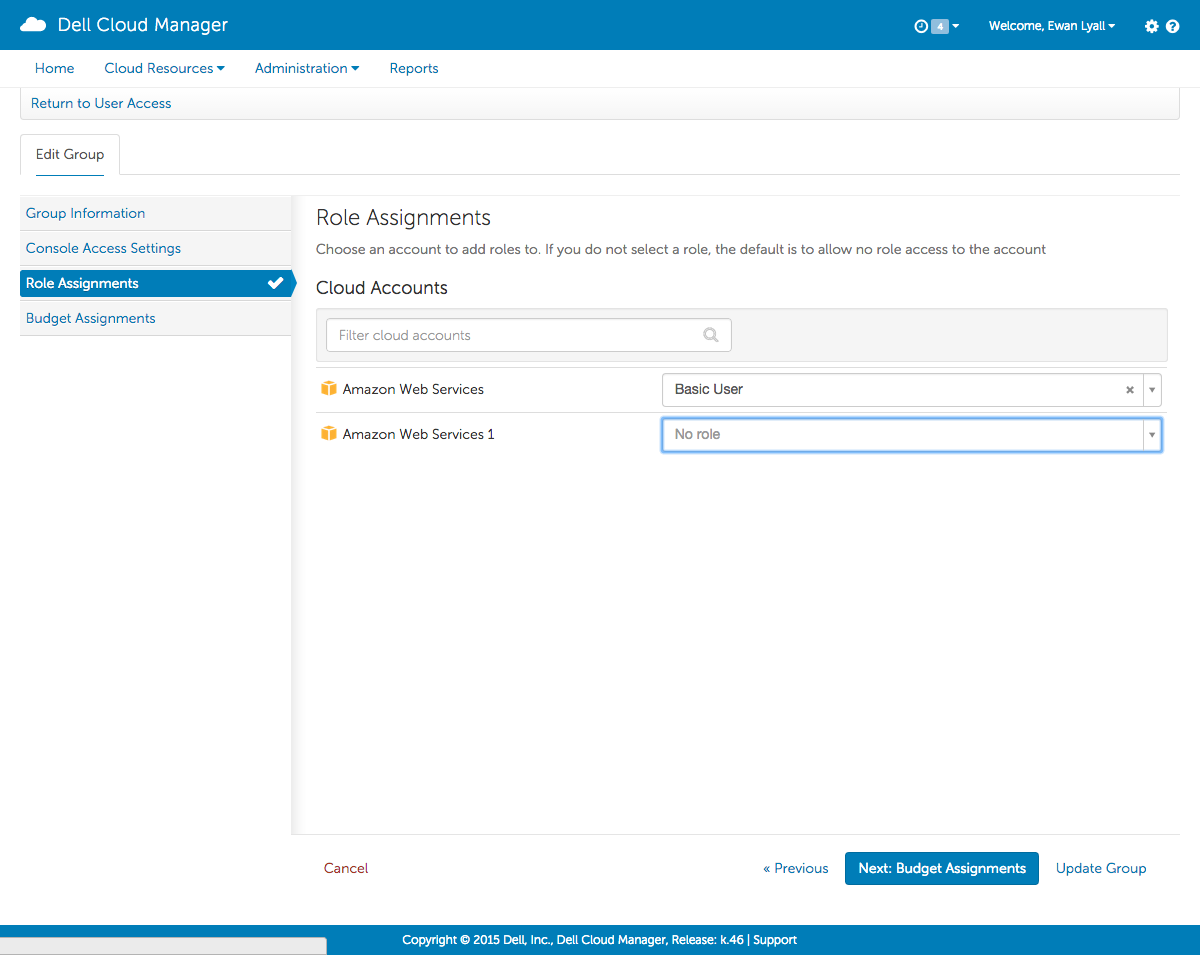 Dell Cloud Manager
4
Welcome, Ewan Lyall
Home Cloud Resources Administration Reports
Return to User Access
Edit Group
Group Information
Console Access Settings
Role Assignments
Budget Assignments
Role Assignments
Choose an account to add roles to. If you do not select a role, the default is to allow no role access to the account
Cloud Accounts
Filter cloud accounts
Amazon Web Services Basic User ×
Amazon Web Services 1 No role
Cancel « Previous Next: Budget Assignments Update Group
Copyright © 2015 Dell, Inc., Dell Cloud Manager, Release: k.46 | Support